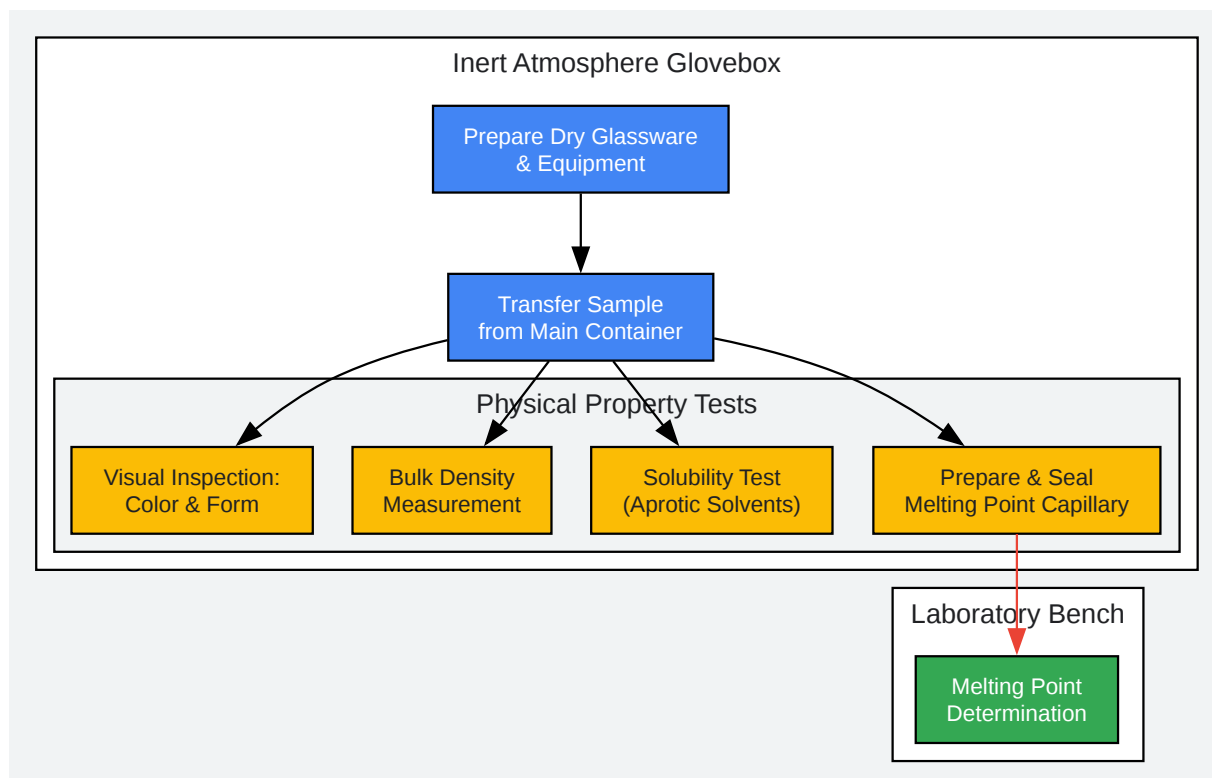 Inert Atmosphere Glovebox
Prepare Dry Glassware
& Equipment
Transfer Sample
from Main Container
Physical Property Tests
Visual Inspection:
Color & Form
Bulk Density
Measurement
Solubility Test
(Aprotic Solvents)
Prepare & Seal
Melting Point Capillary
Laboratory Bench
Melting Point
Determination